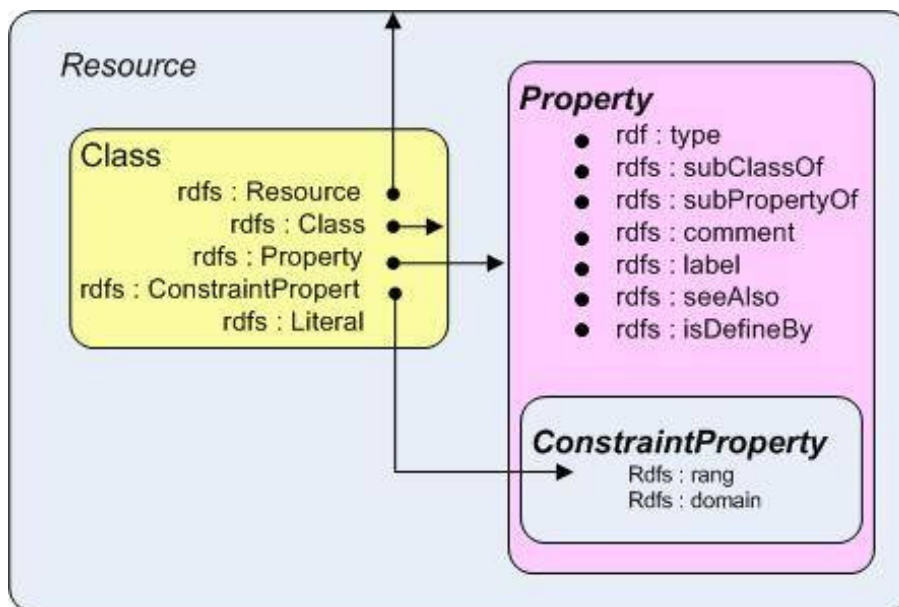 Resource
Class
rdfs : Resource
rdfs : Class
rdfs : Property
rdfs : ConstraintPropert
rdfs : Literal
Property
rdf : type
rdfs : subClassOf
rdfs : subPropertyOf
rdfs : comment
rdfs : label
rdfs : seeAlso
rdfs : isDefineBy
ConstraintProperty
Rdfs : rang
Rdfs : domain